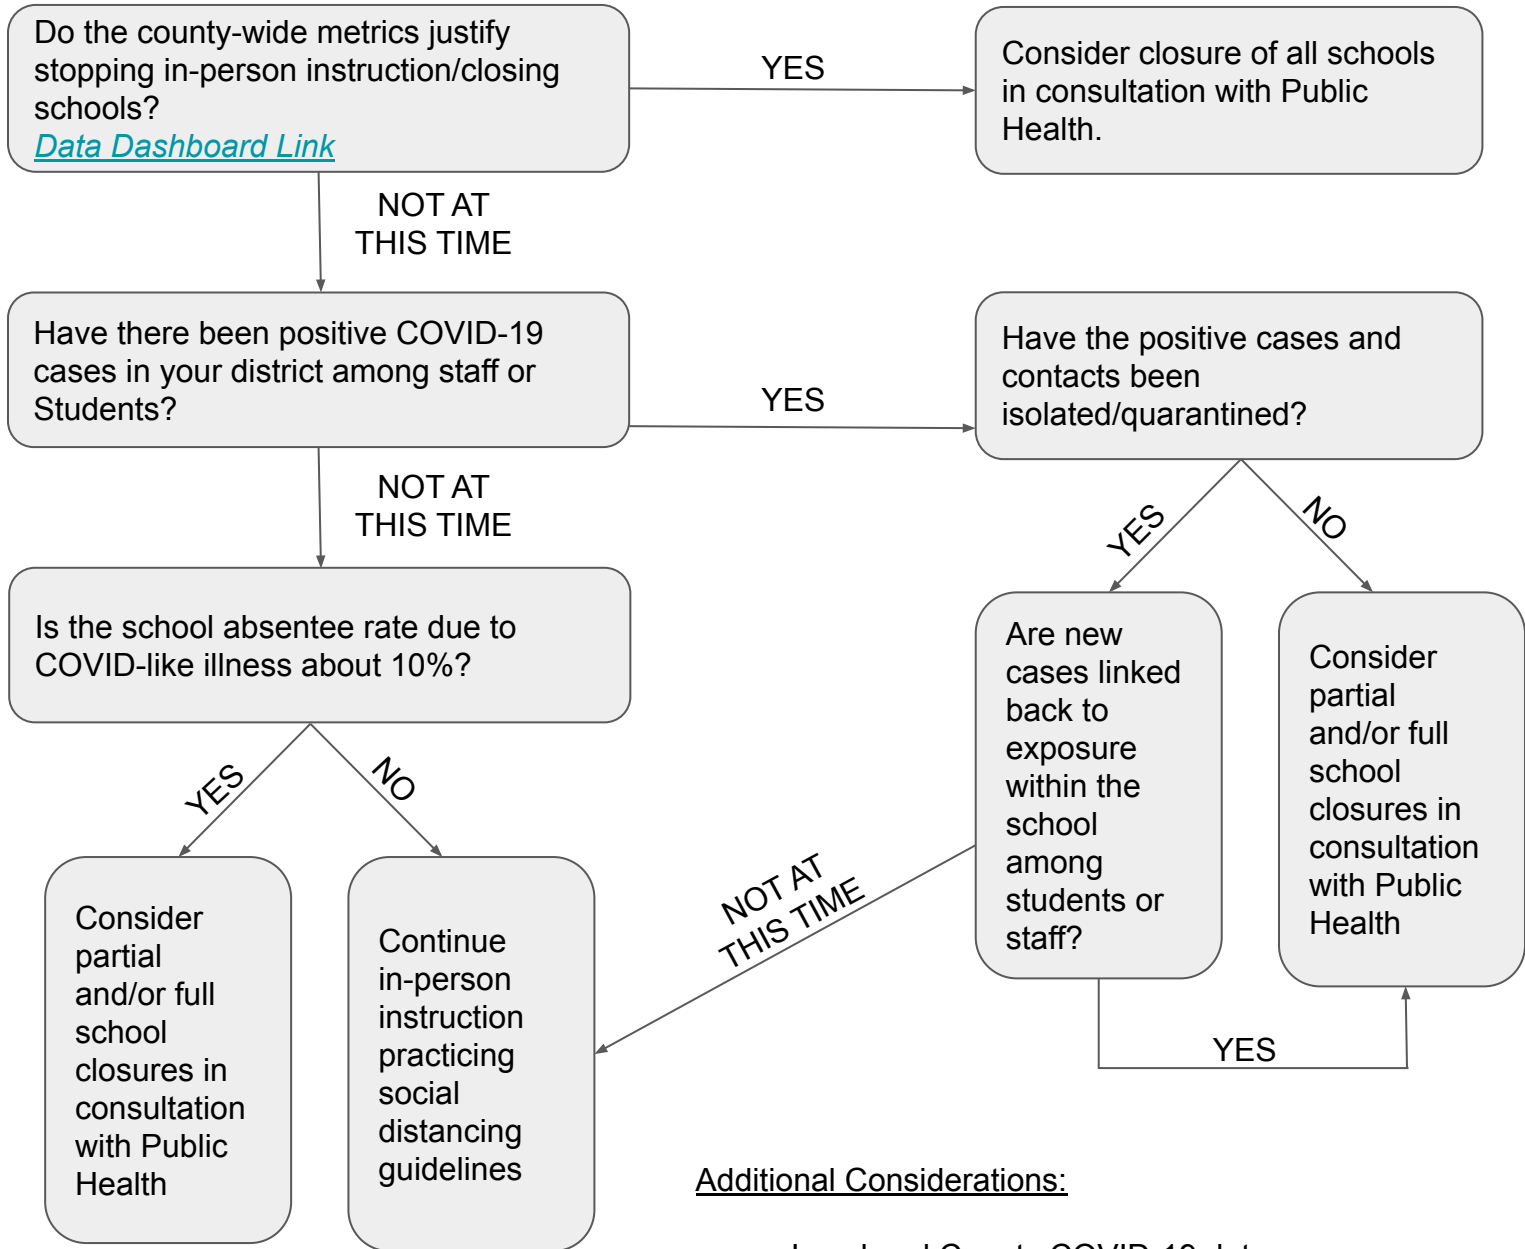 Do the county-wide metrics justify
stopping in-person instruction/closing
schools?
Data Dashboard Link
YES
Consider closure of all schools
in consultation with Public
Health.
NOT AT
THIS TIME
Have there been positive COVID-19
cases in your district among staff or
Students?
YES
Have the positive cases and
contacts been
isolated/quarantined?
NOT AT
THIS TIME
YES
NO
Is the school absentee rate due to
COVID-like illness about 10%?
Are new
cases linked
back to
exposure
within the
school
among
students or
staff?
Consider
partial
and/or full
school
closures in
consultation
with Public
Health
YES
NO
NOT AT
THIS TIME
YES
Consider
partial
and/or full
school
closures in
consultation
with Public
Health
Continue
in-person
instruction
practicing
social
distancing
guidelines
Additional Considerations:
County COVID-19